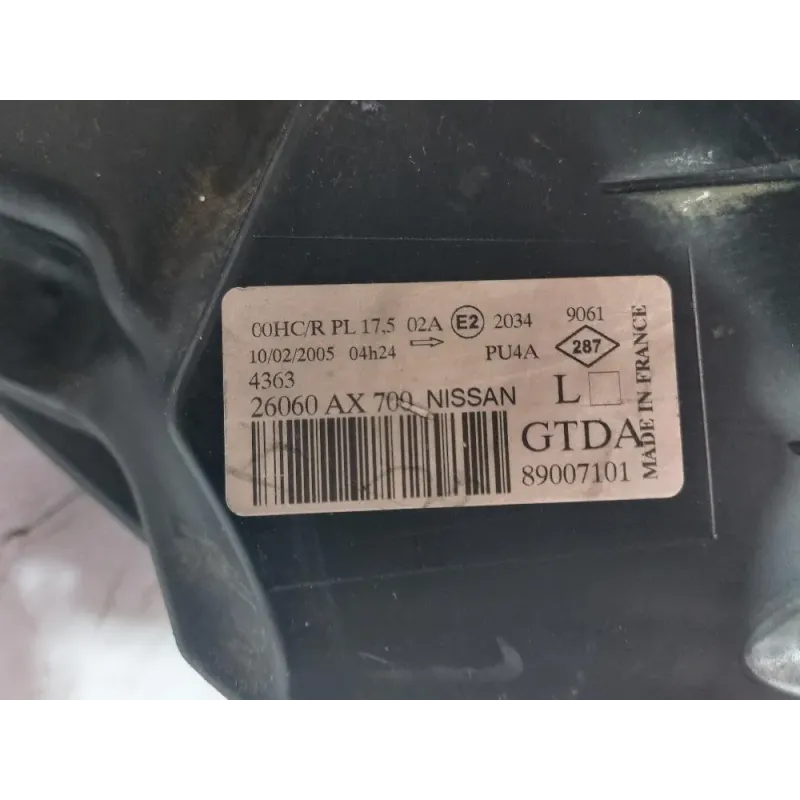 00HC/R PL 17,5 02A E2 2034 9061
10/02/2005 04h24 PU4A 287
4363
26060 AX 700 NISSAN L
GTDA
89007101
MADE IN FRANCE